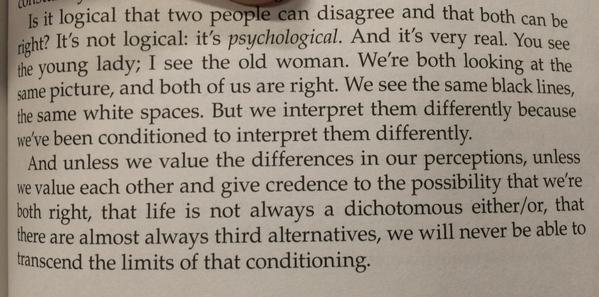 Is it logical that two people can disagree and that both can be
right? It's not logical: it's psychological. And it's very real. You see
the young lady; I see the old woman. We're both looking at the
same picture, and both of us are right. We see the same black lines,
the same white spaces. But we interpret them differently because
we've been conditioned to interpret them differently.
And unless we value the differences in our perceptions, unless
we value each other and give credence to the possibility that we're
both right, that life is not always a dichotomous either/or, that
there are almost always third alternatives, we will never be able to
transcend the limits of that conditioning.